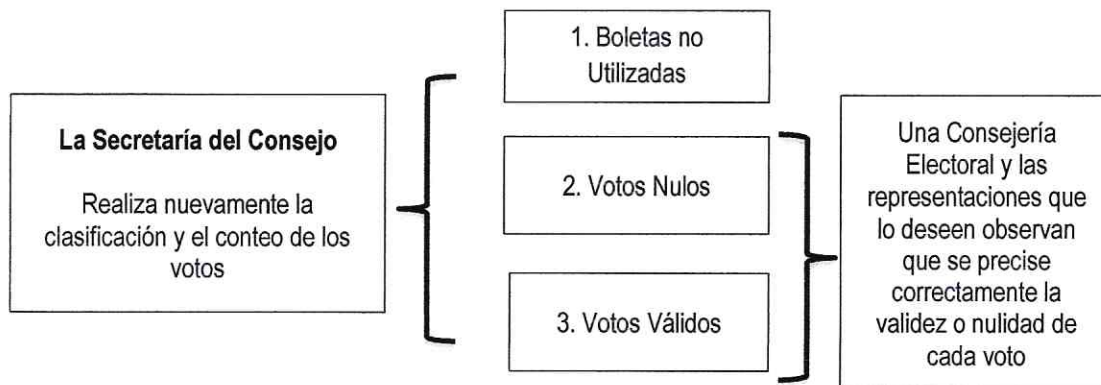 La Secretaría del Consejo
Realiza nuevamente la
clasificación y el conteo de los
votos
1. Boletas no
Utilizadas
2. Votos Nulos
3. Votos Válidos
Una Consejería
Electoral y las
representaciones que
lo deseen observan
que se precise
correctamente la
validez o nulidad de
cada voto